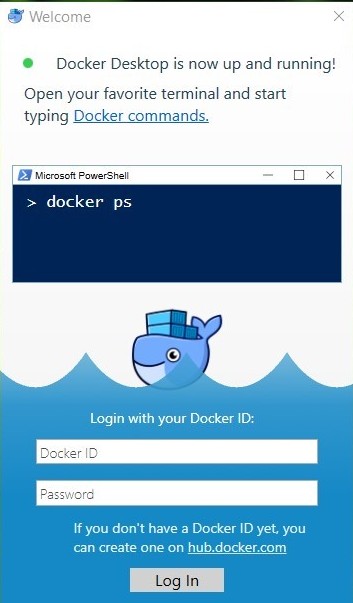 Welcome
Docker Desktop is now up and running!
Open your favorite terminal and start
typing Docker commands.
Microsoft PowerShell
> docker ps
Login with your Docker ID:
Docker ID
Password
If you don't have a Docker ID yet, you
can create one on hub.docker.com
Log In